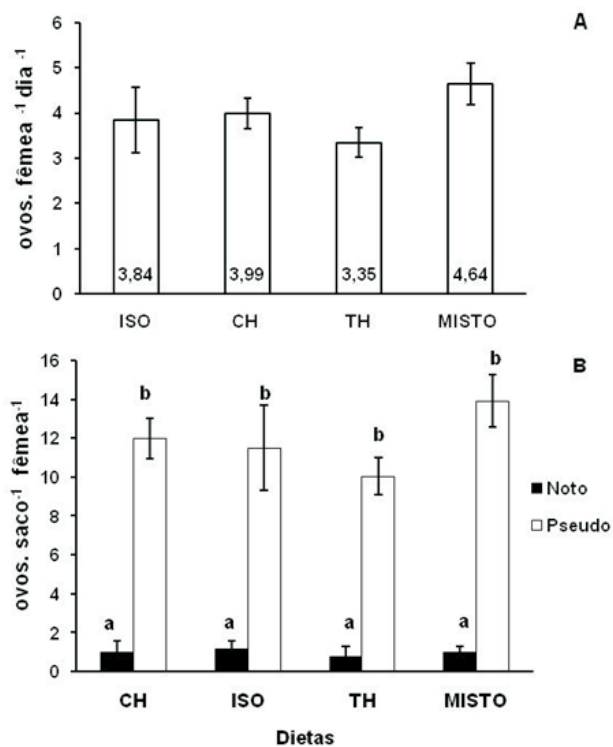 A
ovos. fêmea ⁻¹ dia ⁻¹
6
5
4
3
2
1
0
3,84 3,99 3,35 4,64
ISO CH TH MISTO
B
ovos. saco⁻¹ fêmea⁻¹
16
14
12
10
8
6
4
2
0
b b b b
a a a a
Noto
Pseudo
CH ISO TH MISTO
Dietas